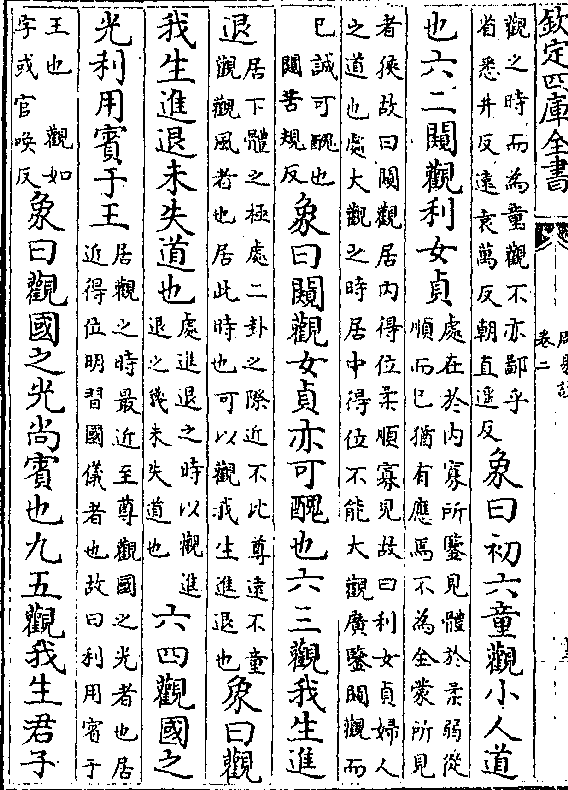 欽定四庫全書
卷二
觀之時而為童觀不亦鄙乎
省悉井反遠袁萬反朝直遥反
象曰初六童觀小人道
也六二闚觀利女貞
處在於内寡所鑒見體於柔弱從
順而已猶有應焉不為全蒙所見
者狹故曰闚觀居内得位柔順寡見故曰利女貞婦人
之道也處大觀之時居中得位不能大觀廣鑒闚觀而
已誠可醜也
闚苦規反
象曰闚觀女貞亦可醜也六三觀我生進
退
居下體之極處二卦之際近不比尊遠不童
觀觀風者也居此時也可以觀我生進退也
象曰觀
我生進退未失道也
處進退之時以觀進
退之幾未失道也
六四觀國之
光利用賓于王
居觀之時最近至尊觀國之光者也居
近得位明習國儀者也故曰利用賓于
王也 觀如
字或官喚反
象曰觀國之光尚賓也九五觀我生君子